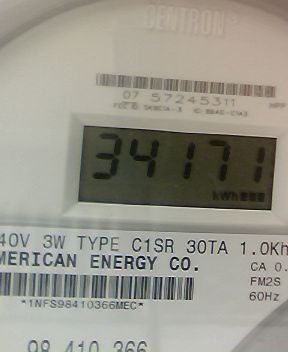 CENTRON®
07 57245311
34171
kWh
40V 3W TYPE C1SR 30TA 1.0Kh
MERICAN ENERGY CO.
CA 0.
FM2S
60Hz
*1NFS98410366MEC*
98 410 366